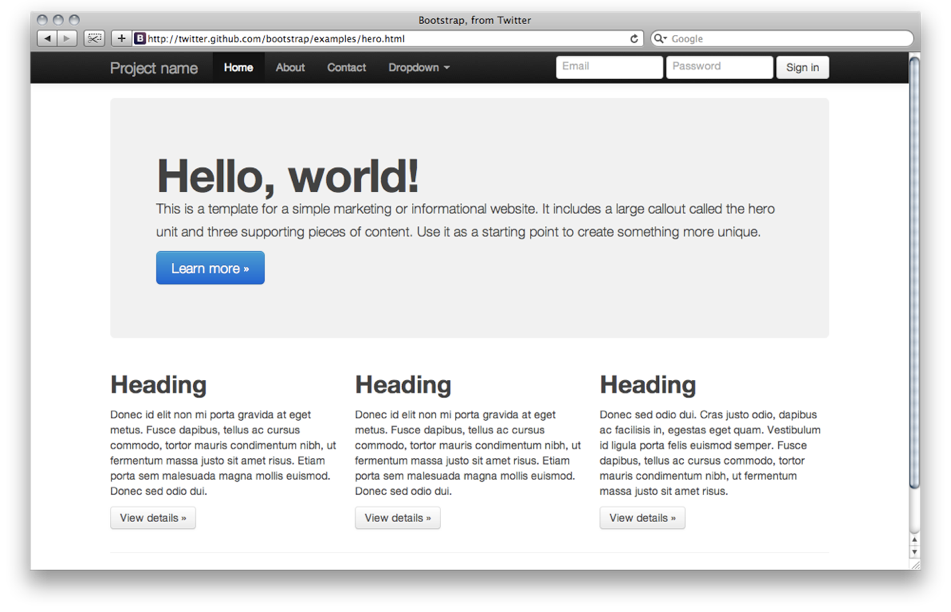 Bootstrap, from Twitter
http://twitter.github.com/bootstrap/examples/hero.html
Google
Project name
Home
About
Contact
Dropdown
Email
Password
Sign in
Hello, world!
This is a template for a simple marketing or informational website. It includes a large callout called the hero
unit and three supporting pieces of content. Use it as a starting point to create something more unique.
Learn more »
Heading
Donec id elit non mi porta gravida at eget
metus. Fusce dapibus, tellus ac cursus
commodo, tortor mauris condimentum nibh, ut
fermentum massa justo sit amet risus. Etiam
porta sem malesuada magna mollis euismod.
Donec sed odio dui.
View details »
Heading
Donec id elit non mi porta gravida at eget
metus. Fusce dapibus, tellus ac cursus
commodo, tortor mauris condimentum nibh, ut
fermentum massa justo sit amet risus. Etiam
porta sem malesuada magna mollis euismod.
Donec sed odio dui.
View details »
Heading
Donec sed odio dui. Cras justo odio, dapibus
ac facilisis in, egestas eget quam. Vestibulum
id ligula porta felis euismod semper. Fusce
dapibus, tellus ac cursus commodo, tortor
mauris condimentum nibh, ut fermentum
massa justo sit amet risus.
View details »